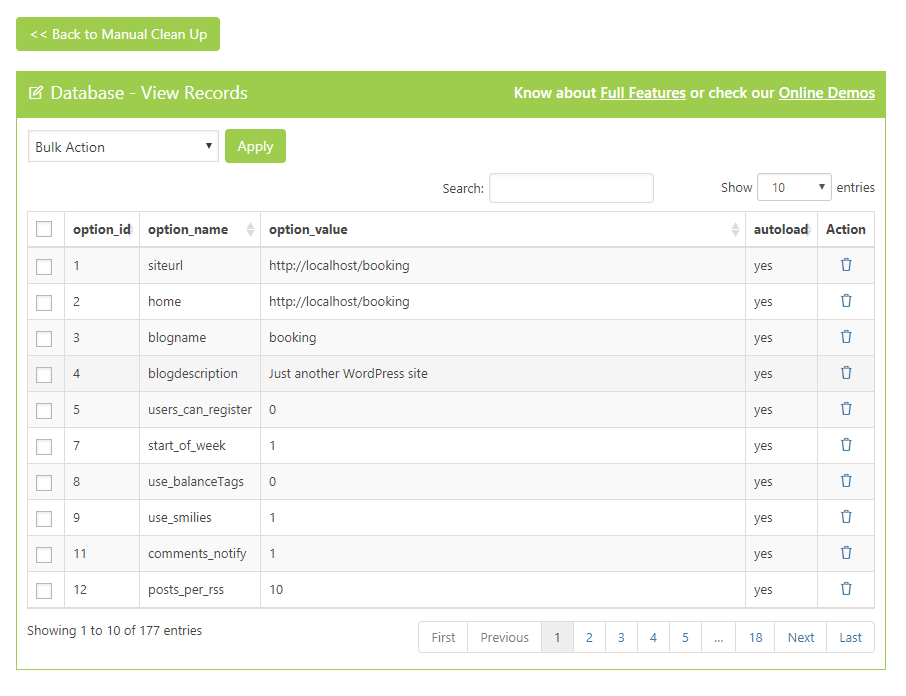 << Back to Manual Clean Up
Database - View Records Know about Full Features or check our Online Demos
Bulk Action Apply
Search: Show 10 entries
option_id option_name option_value autoload Action
1 siteurl http://localhost/booking yes
2 home http://localhost/booking yes
3 blogname booking yes
4 blogdescription Just another WordPress site yes
5 users_can_register 0 yes
7 start_of_week 1 yes
8 use_balanceTags 0 yes
9 use_smilies 1 yes
11 comments_notify 1 yes
12 posts_per_rss 10 yes
Showing 1 to 10 of 177 entries First Previous 1 2 3 4 5 ... 18 Next Last